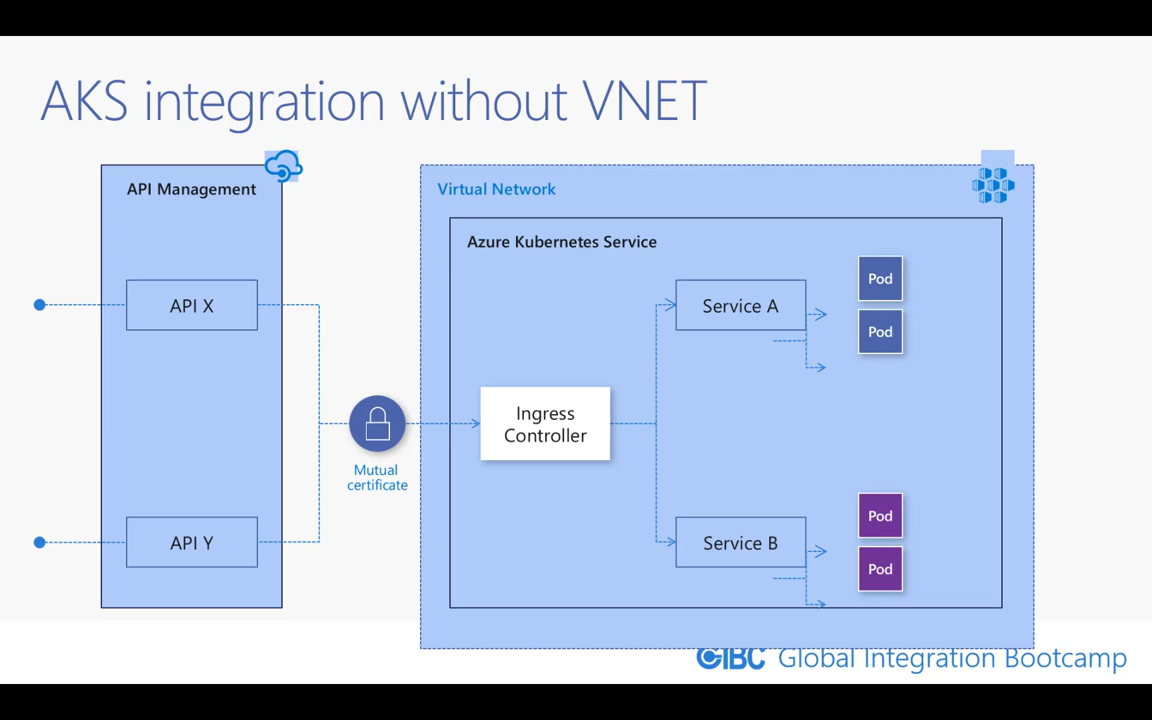 AKS integration without VNET
API Management
Virtual Network
Azure Kubernetes Service
API X
Service A
Pod
Pod
Ingress
Controller
Mutual
certificate
API Y
Service B
Pod
Pod
GIBC Global Integration Bootcamp